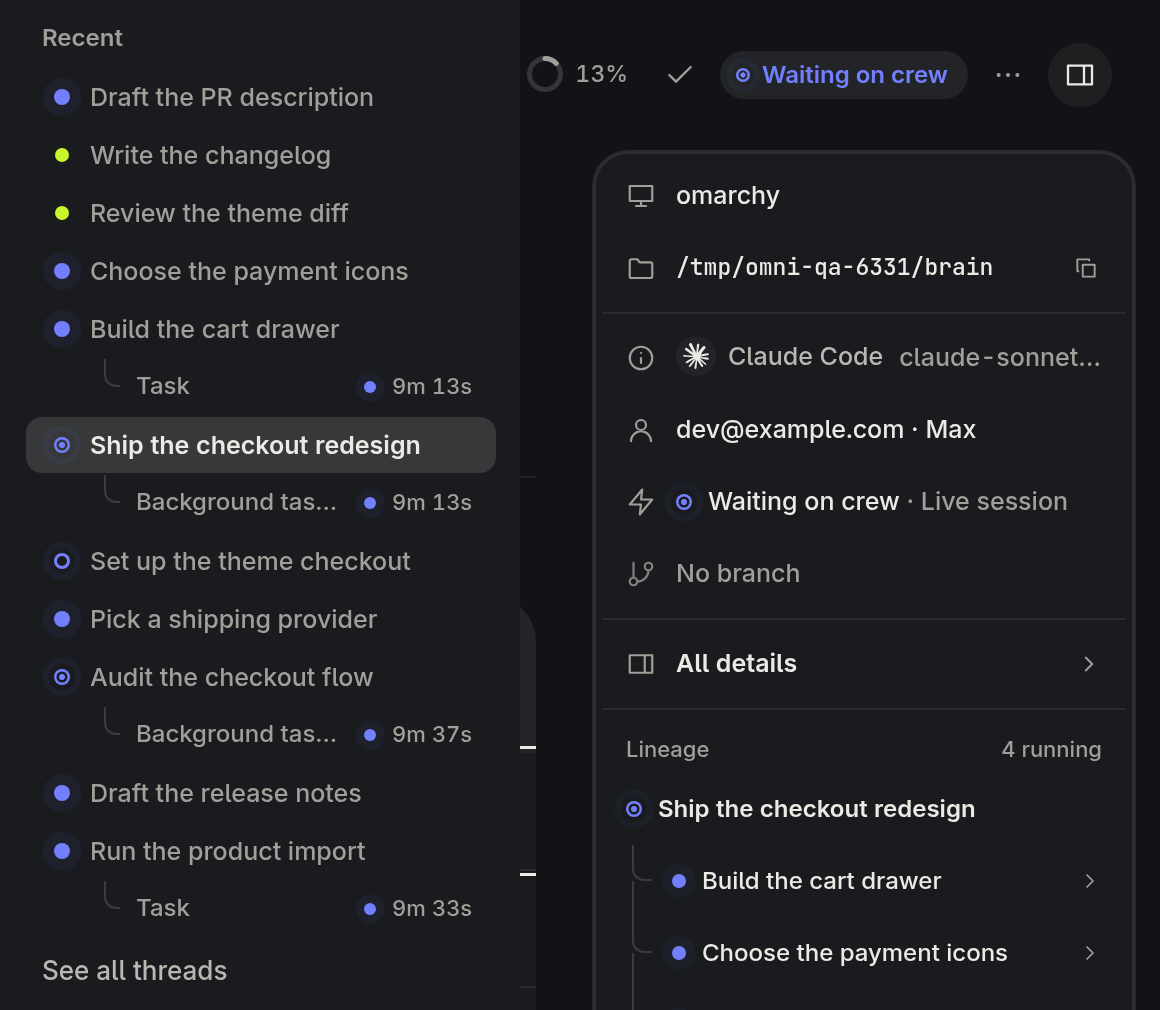 Recent
Draft the PR description
Write the changelog
Review the theme diff
Choose the payment icons
Build the cart drawer
Task 9m 13s
Ship the checkout redesign
Background tas... 9m 13s
Set up the theme checkout
Pick a shipping provider
Audit the checkout flow
Background tas... 9m 37s
Draft the release notes
Run the product import
Task 9m 33s
See all threads
13% Waiting on crew
omarchy
/tmp/omni-qa-6331/brain
Claude Code claude-sonnet...
dev@example.com · Max
Waiting on crew · Live session
No branch
All details
Lineage 4 running
Ship the checkout redesign
Build the cart drawer
Choose the payment icons